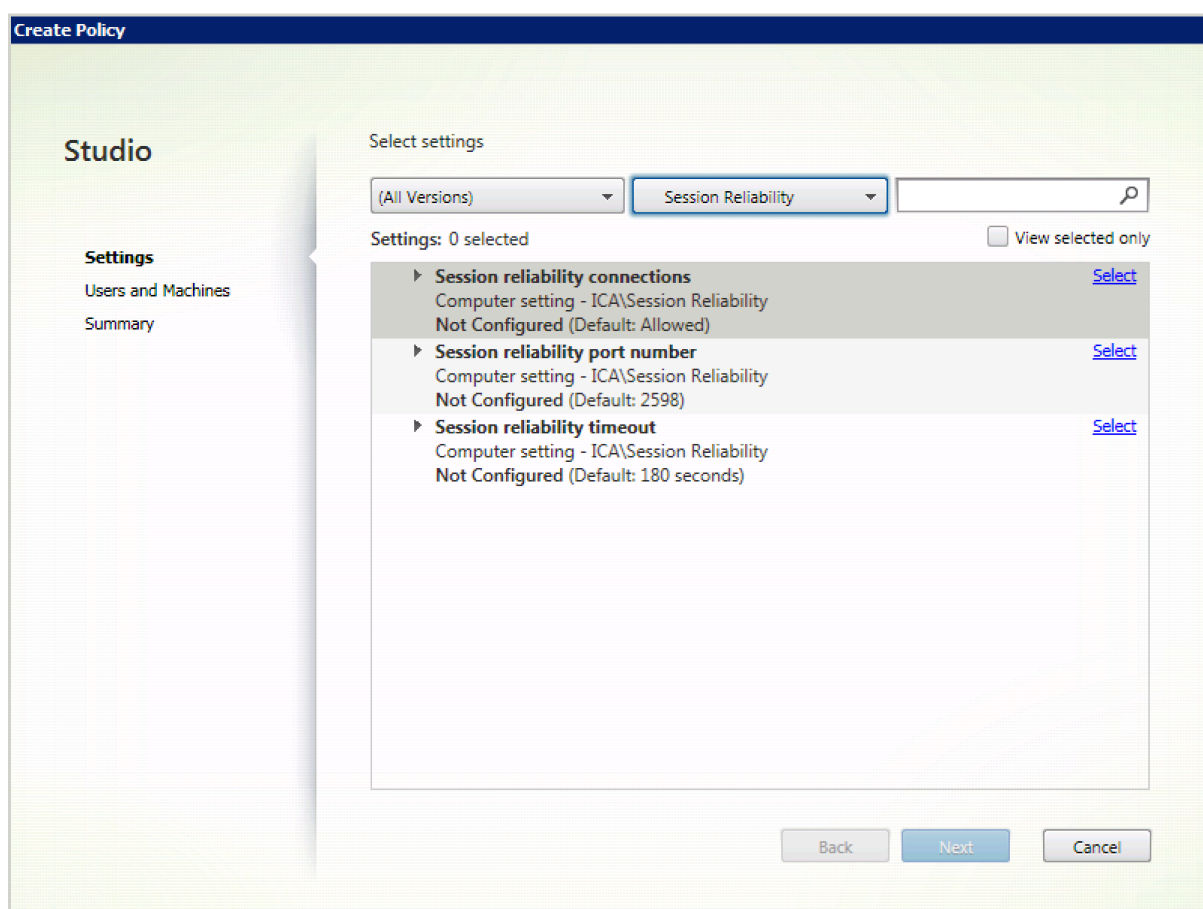 Create Policy
Studio
Settings
Users and Machines
Summary
Select settings
(All Versions)
Session Reliability
Settings: 0 selected
View selected only
Session reliability connections
Select
Computer setting - ICA\Session Reliability
Not Configured (Default: Allowed)
Session reliability port number
Select
Computer setting - ICA\Session Reliability
Not Configured (Default: 2598)
Session reliability timeout
Select
Computer setting - ICA\Session Reliability
Not Configured (Default: 180 seconds)
Back
Next
Cancel